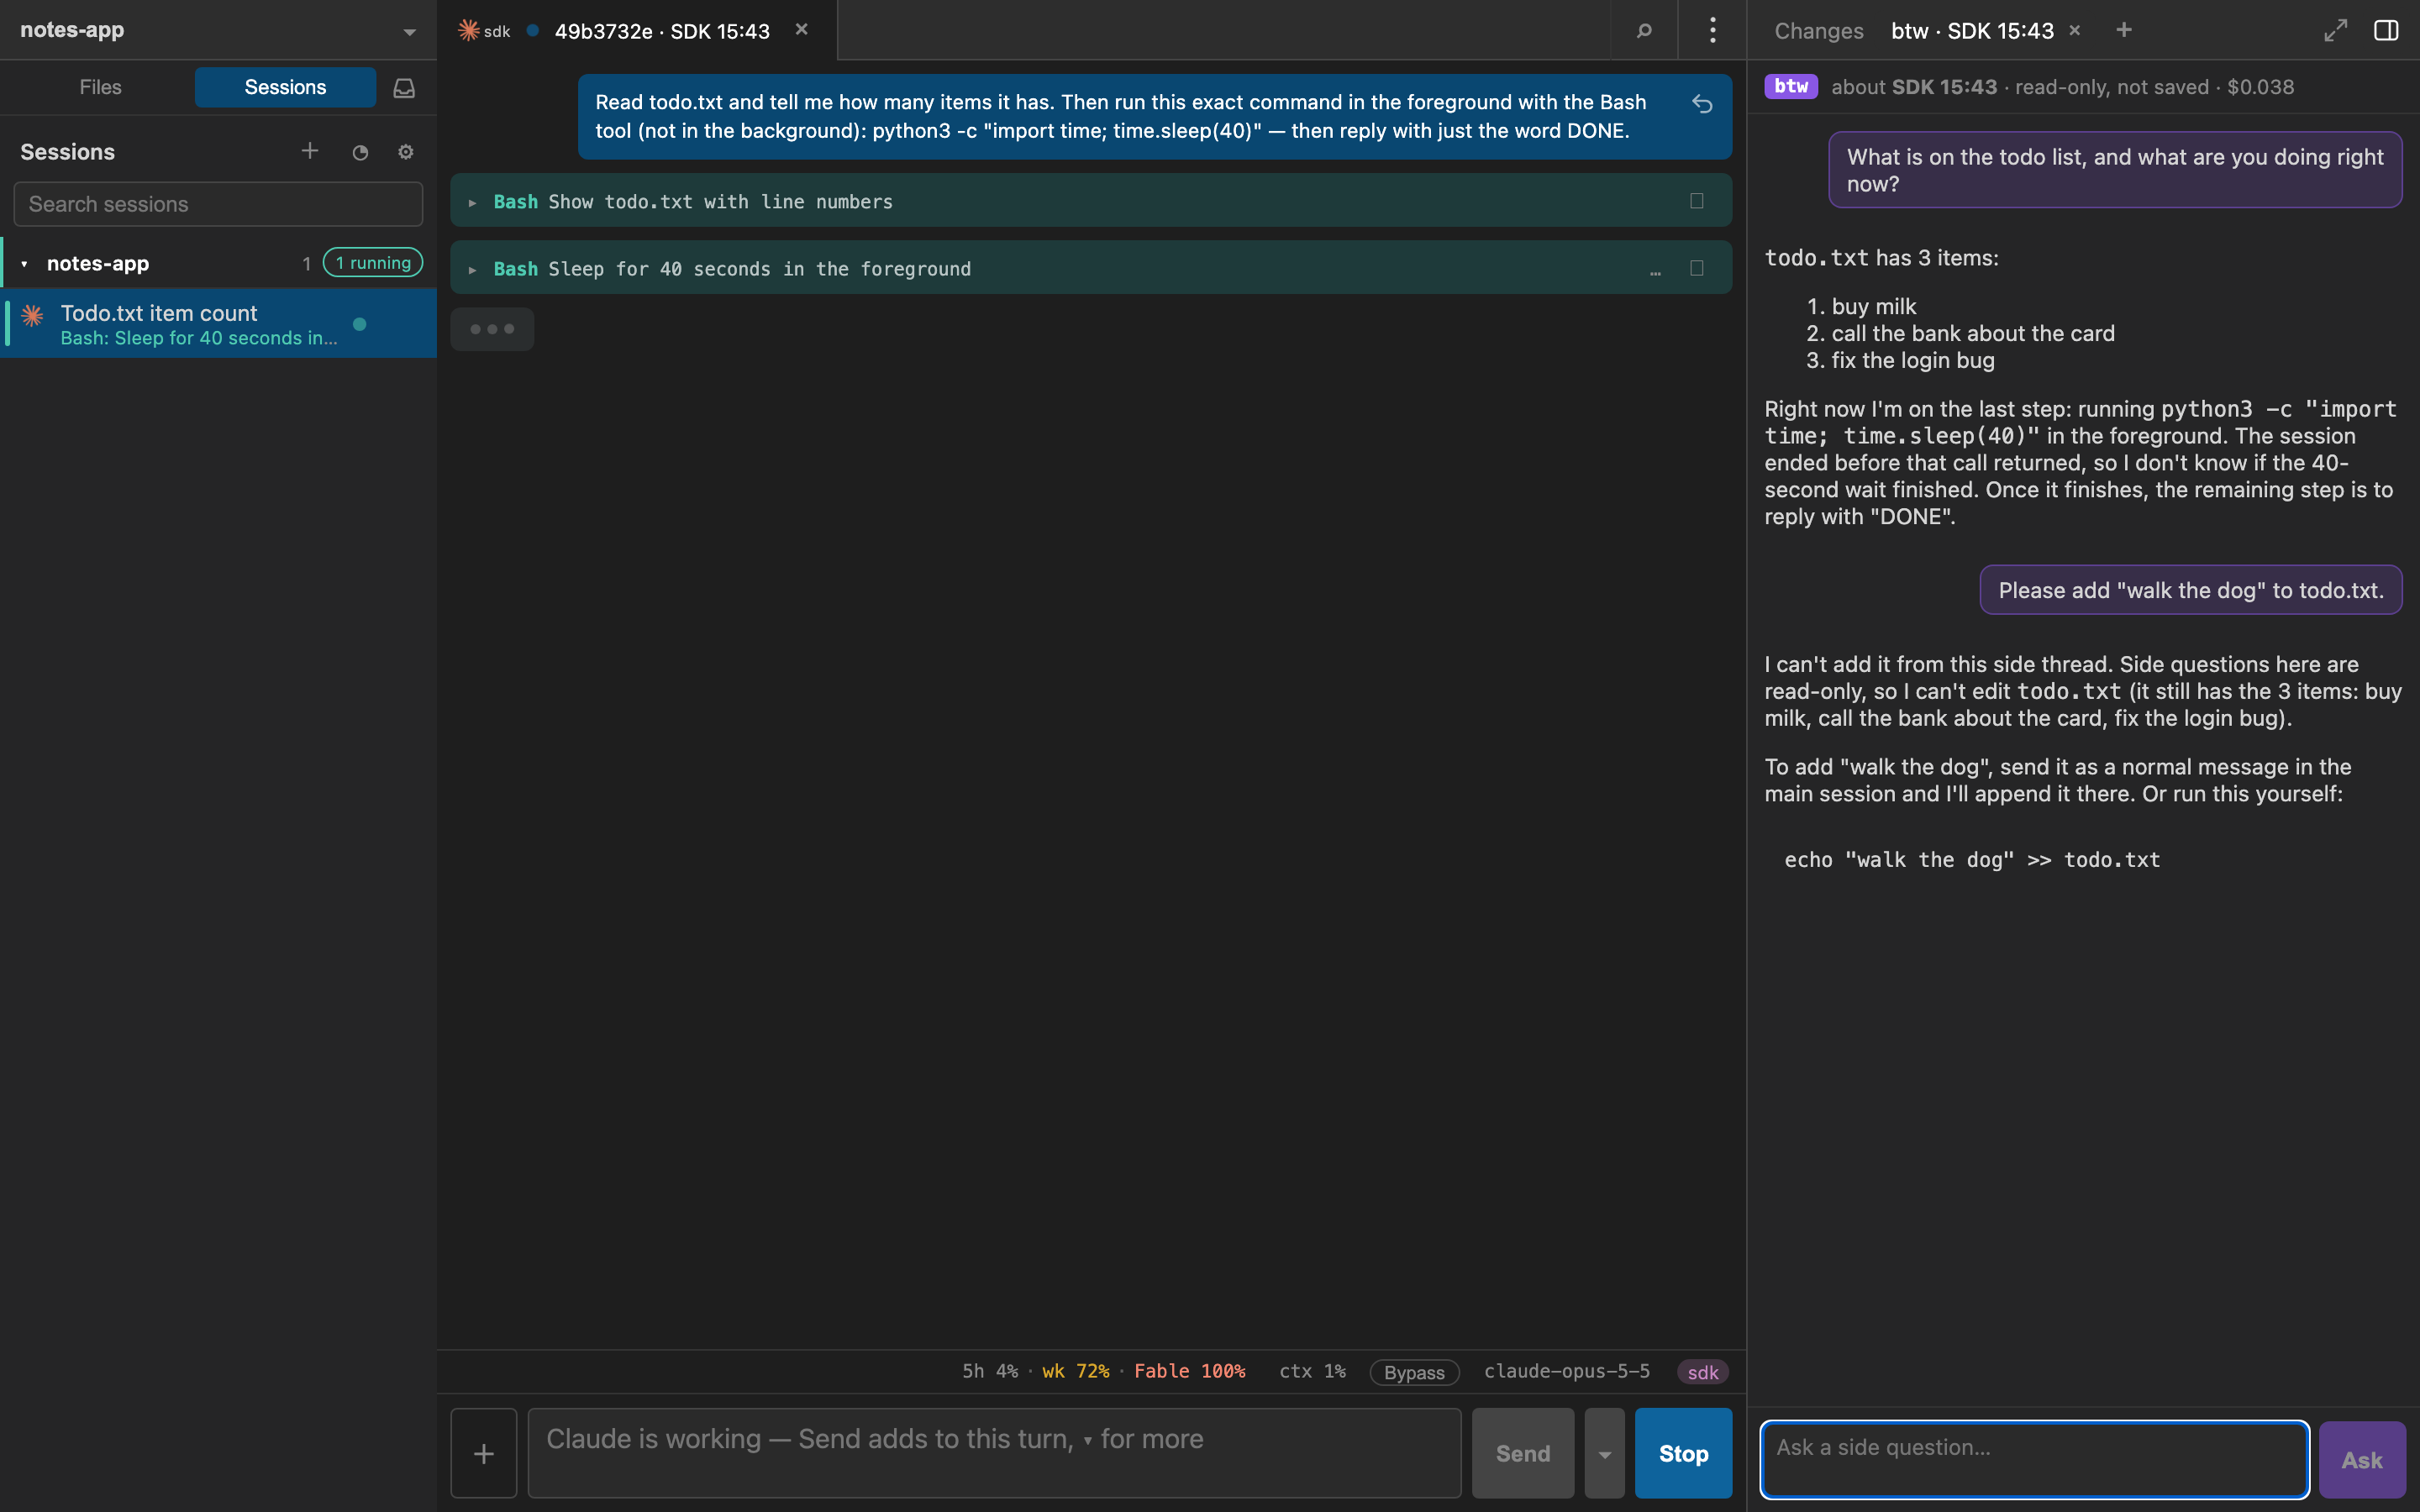 notes-app
Files
Sessions
Sessions
Search sessions
notes-app
1
1 running
Todo.txt item count
Bash: Sleep for 40 seconds in...
sdk
49b3732e · SDK 15:43
Read todo.txt and tell me how many items it has. Then run this exact command in the foreground with the Bash
tool (not in the background): python3 -c "import time; time.sleep(40)" — then reply with just the word DONE.
Bash Show todo.txt with line numbers
Bash Sleep for 40 seconds in the foreground
…
5h 4% · wk 72% · Fable 100%
ctx 1%
Bypass
claude-opus-5-5
sdk
Claude is working — Send adds to this turn, ▾ for more
Send
Stop
Changes
btw · SDK 15:43
btw
about SDK 15:43 · read-only, not saved · $0.038
What is on the todo list, and what are you doing right
now?
todo.txt has 3 items:
1. buy milk
2. call the bank about the card
3. fix the login bug
Right now I'm on the last step: running python3 -c "import
time; time.sleep(40)" in the foreground. The session
ended before that call returned, so I don't know if the 40-
second wait finished. Once it finishes, the remaining step is to
reply with "DONE".
Please add "walk the dog" to todo.txt.
I can't add it from this side thread. Side questions here are
read-only, so I can't edit todo.txt (it still has the 3 items: buy
milk, call the bank about the card, fix the login bug).
To add "walk the dog", send it as a normal message in the
main session and I'll append it there. Or run this yourself:
echo "walk the dog" >> todo.txt
Ask a side question...
Ask